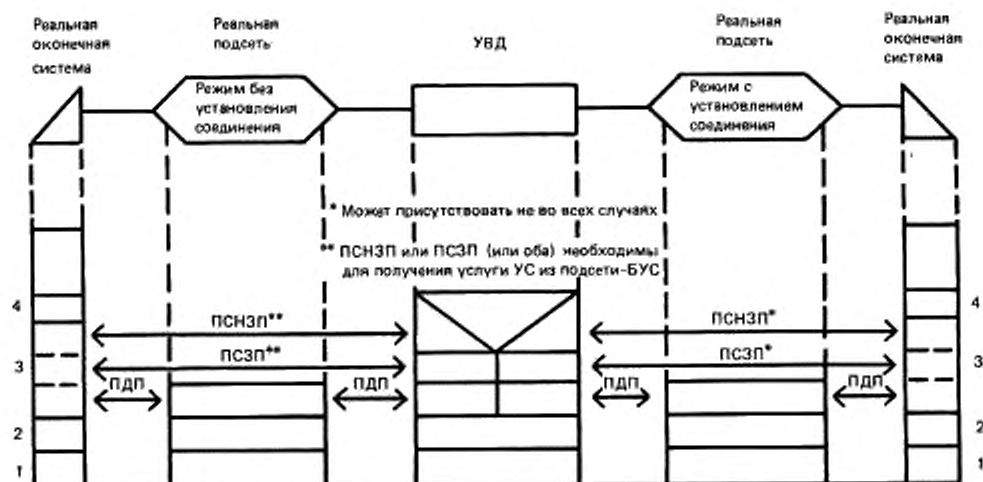 Реальная
оконечная
система
Реальная
подсеть
УВД
Реальная
подсеть
Реальная
оконечная
система
Режим без
установления
соединения
Режим с
установлением
соединения
* Может присутствовать не во всех случаях
** ПСНЗП или ПСЗП (или оба) необходимы
для получения услуги УС из подсети-БУС
4
ПСНЗП**
ПСНЗП*
4
3
ПСЗП**
ПСЗП*
3
ПДП
ПДП
ПДП
ПДП
2
2
1
1